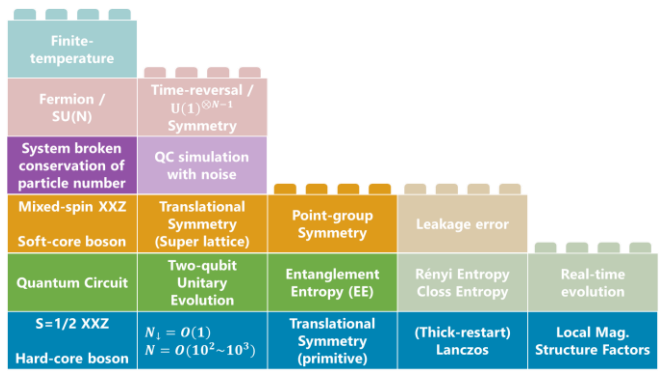 Finite-
temperature
Fermion /
SU(N)
Time-reversal /
U(1)^{⊗N−1}
Symmetry
System broken
conservation of
particle number
QC simulation
with noise
Mixed-spin XXZ
Soft-core boson
Translational
Symmetry
(Super lattice)
Point-group
Symmetry
Leakage error
Quantum Circuit
Two-qubit
Unitary
Evolution
Entanglement
Entropy (EE)
Rényi Entropy
Closs Entropy
Real-time
evolution
S=1/2 XXZ
Hard-core boson
N↓ = O(1)
N = O(10²~10³)
Translational
Symmetry
(primitive)
(Thick-restart)
Lanczos
Local Mag.
Structure Factors